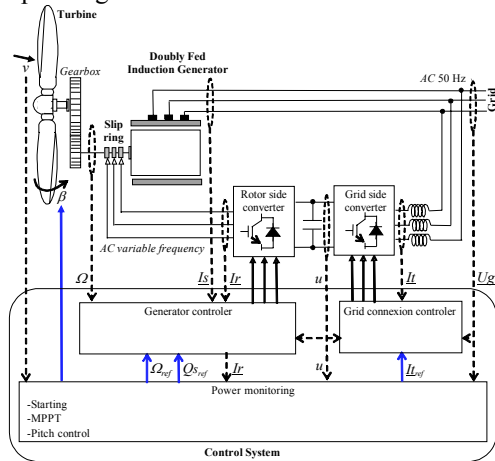 Turbine
v
Gearbox
Doubly Fed
Induction Generator
AC 50 Hz
Grid
Slip
ring
β
Rotor side
converter
Grid side
converter
AC variable frequency
Ω
Is
Ir
u
It
Ug
Generator controler
Grid connexion controler
Ωref
Qsref
Ir
u
Itref
Power monitoring
-Starting
-MPPT
-Pitch control
Control System